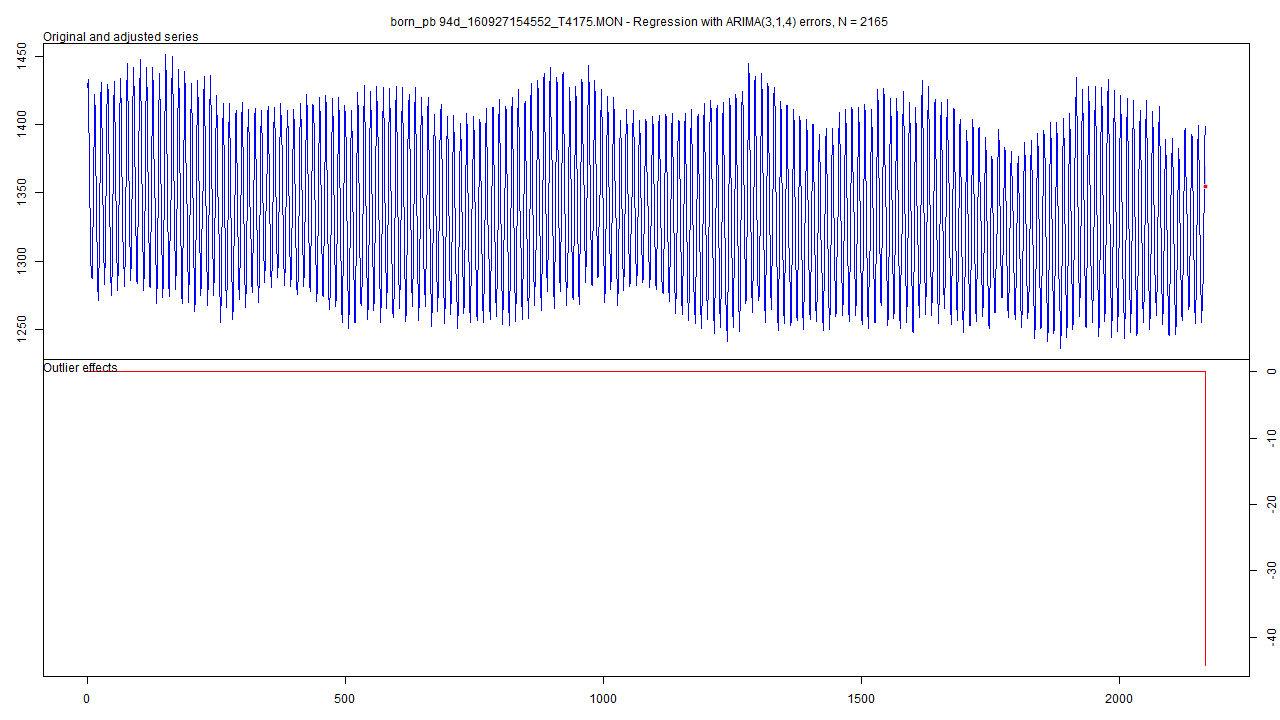 born_pb 94d_160927154552_T4175.MON - Regression with ARIMA(3,1,4) errors, N = 2165
Original and adjusted series
1450
1400
1350
1300
1250
Outlier effects
0
-10
-20
-30
-40
0 500 1000 1500 2000